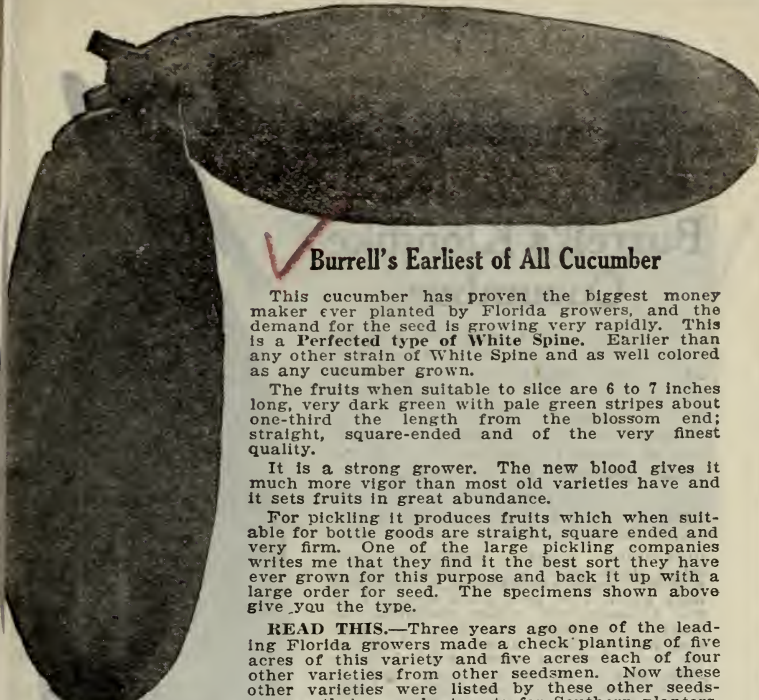 Burrell's Earliest of All Cucumber
This cucumber has proven the biggest money
maker ever planted by Florida growers, and the
demand for the seed is growing very rapidly. This
is a Perfected type of White Spine. Earlier than
any other strain of White Spine and as well colored
as any cucumber grown.
The fruits when suitable to slice are 6 to 7 inches
long, very dark green with pale green stripes about
one-third the length from the blossom end;
straight, square-ended and of the very finest
quality.
It is a strong grower. The new blood gives it
much more vigor than most old varieties have and
it sets fruits in great abundance.
For pickling it produces fruits which when suit-
able for bottle goods are straight, square ended and
very firm. One of the large pickling companies
writes me that they find it the best sort they have
ever grown for this purpose and back it up with a
large order for seed. The specimens shown above
give you the type.
READ THIS.—Three years ago one of the lead-
ing Florida growers made a check planting of five
acres of this variety and five acres each of four
other varieties from other seedsmen. Now these
other varieties were listed by these other seeds-
for Southern planters